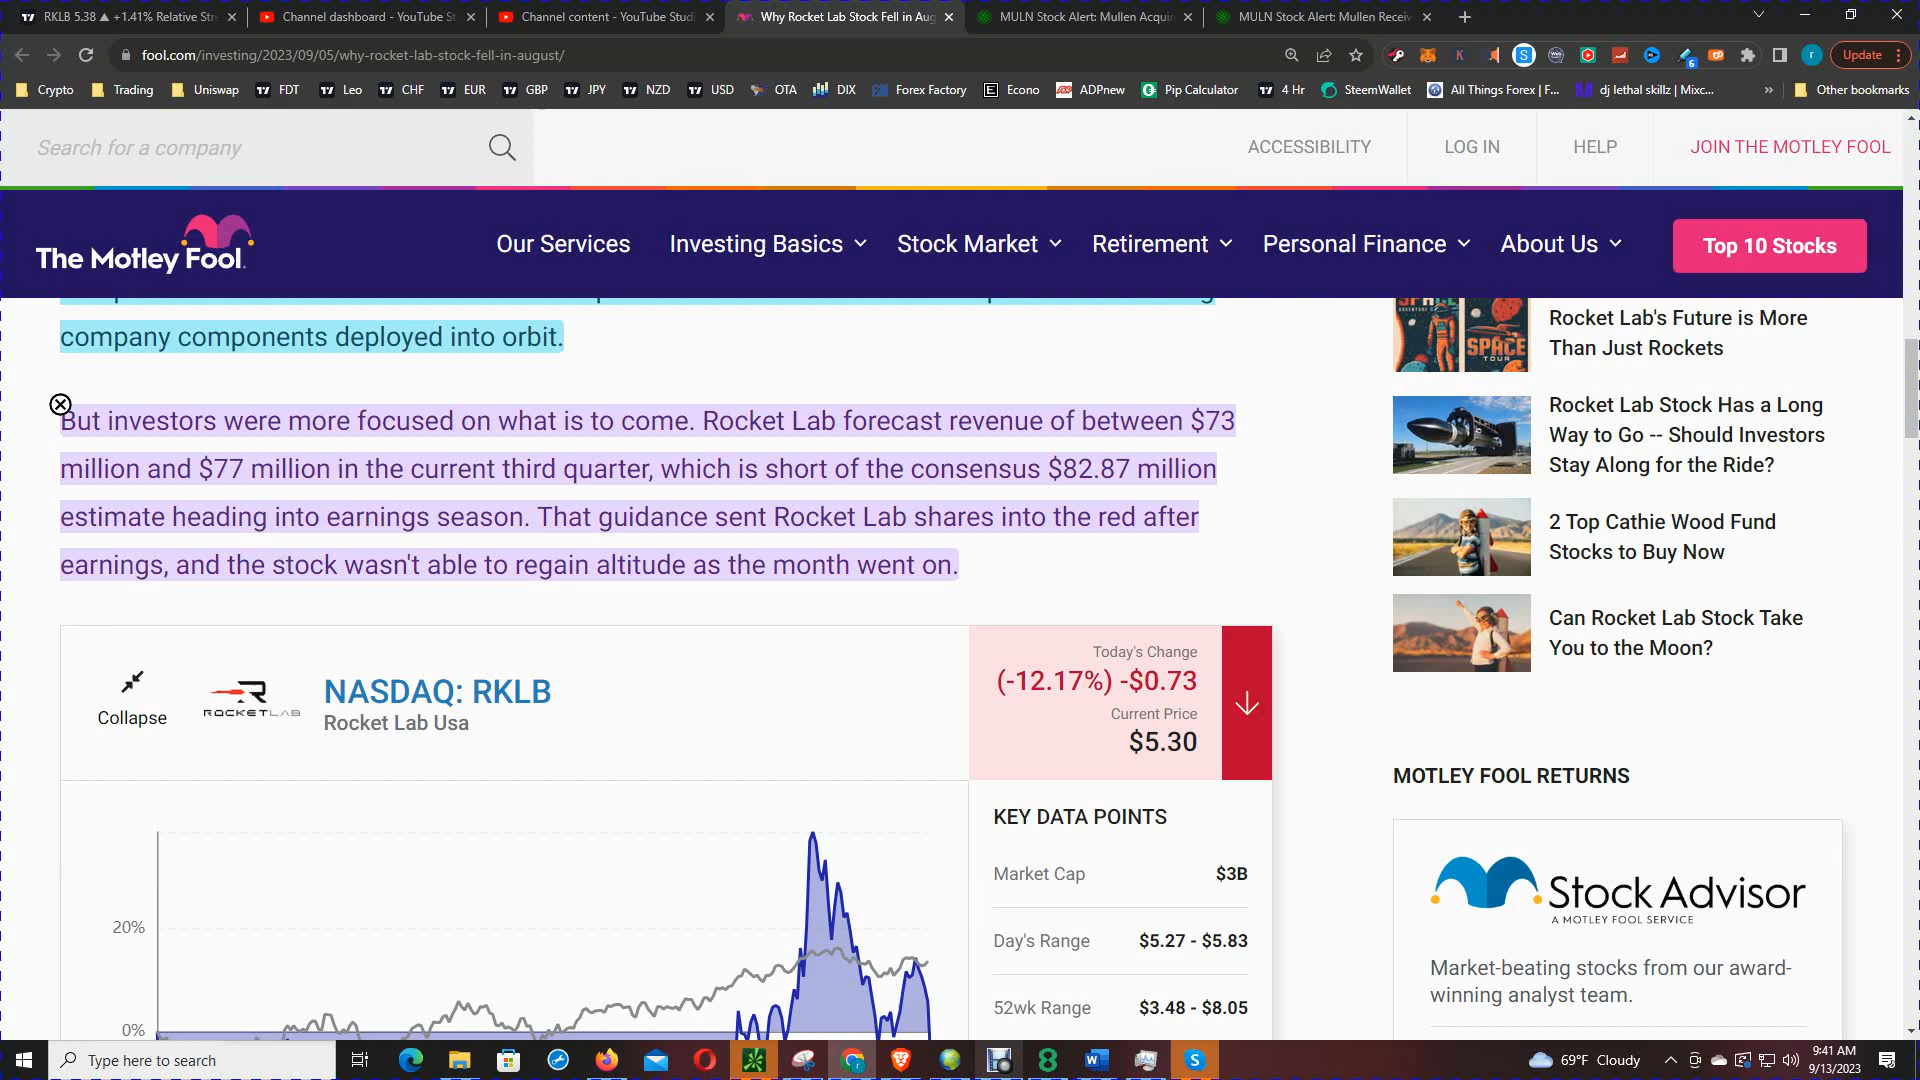 RKLB 5.38 ▲ +1.41% Relative Stre
Channel dashboard - YouTube St
Channel content - YouTube Studi
Why Rocket Lab Stock Fell in Aug
MULN Stock Alert: Mullen Acquir
MULN Stock Alert: Mullen Receiv
fool.com/investing/2023/09/05/why-rocket-lab-stock-fell-in-august/
Update
Crypto Trading Uniswap FDT Leo CHF EUR GBP JPY NZD USD OTA DIX Forex Factory Econo ADPnew Pip Calculator 4 Hr SteemWallet All Things Forex | F... dj lethal skillz | Mixc... » Other bookmarks
Search for a company
ACCESSIBILITY LOG IN HELP JOIN THE MOTLEY FOOL
The Motley Fool.
Our Services Investing Basics Stock Market Retirement Personal Finance About Us Top 10 Stocks
company components deployed into orbit.
But investors were more focused on what is to come. Rocket Lab forecast revenue of between $73
million and $77 million in the current third quarter, which is short of the consensus $82.87 million
estimate heading into earnings season. That guidance sent Rocket Lab shares into the red after
earnings, and the stock wasn't able to regain altitude as the month went on.
Collapse
ROCKETLAB
NASDAQ: RKLB
Rocket Lab Usa
Today's Change
(-12.17%) -$0.73
Current Price
$5.30
20%
0%
KEY DATA POINTS
Market Cap $3B
Day's Range $5.27 - $5.83
52wk Range $3.48 - $8.05
SPACE
TOUR
Rocket Lab's Future is More
Than Just Rockets
Rocket Lab Stock Has a Long
Way to Go -- Should Investors
Stay Along for the Ride?
2 Top Cathie Wood Fund
Stocks to Buy Now
Can Rocket Lab Stock Take
You to the Moon?
MOTLEY FOOL RETURNS
Stock Advisor
A MOTLEY FOOL SERVICE
Market-beating stocks from our award-
winning analyst team.
Type here to search
69°F Cloudy
9:41 AM
9/13/2023